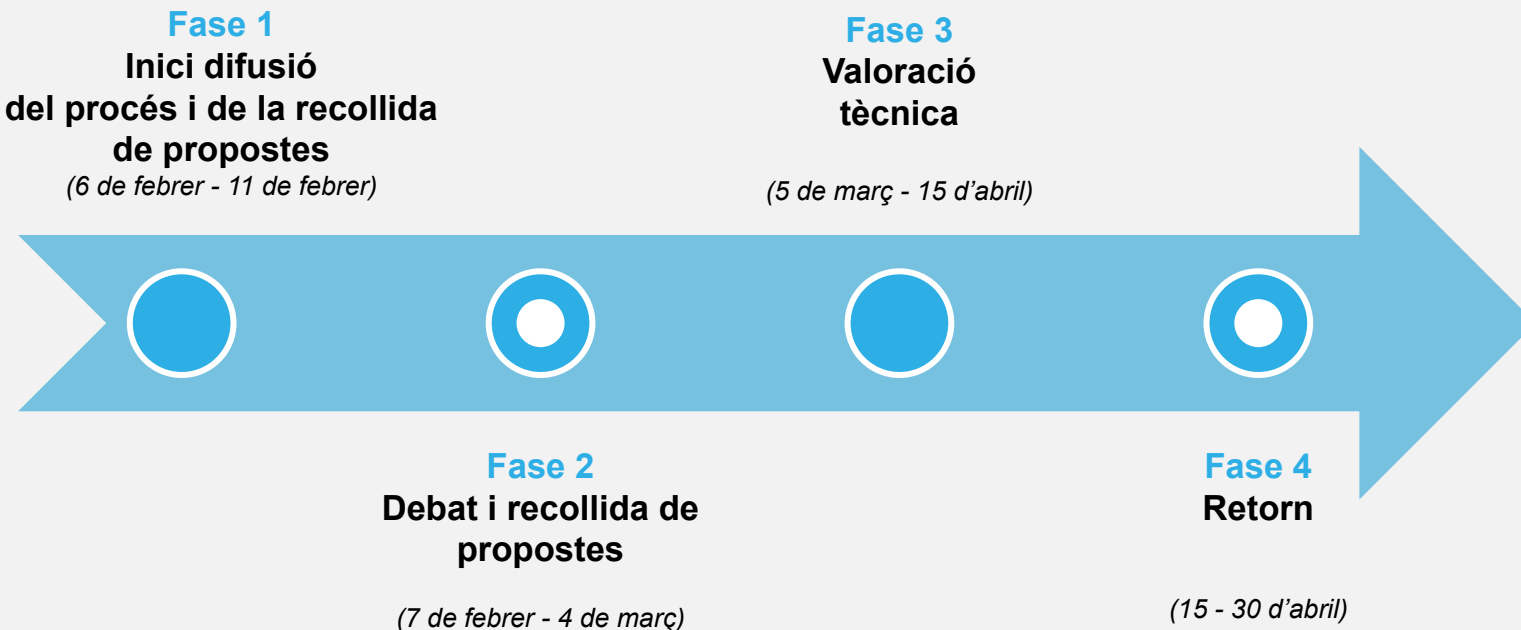 Fase 1
Inici difusió
del procés i de la recollida
de propostes
(6 de febrer - 11 de febrer)
Fase 2
Debat i recollida de
propostes
(7 de febrer - 4 de març)
Fase 3
Valoració
tècnica
(5 de març - 15 d’abril)
Fase 4
Retorn
(15 - 30 d’abril)